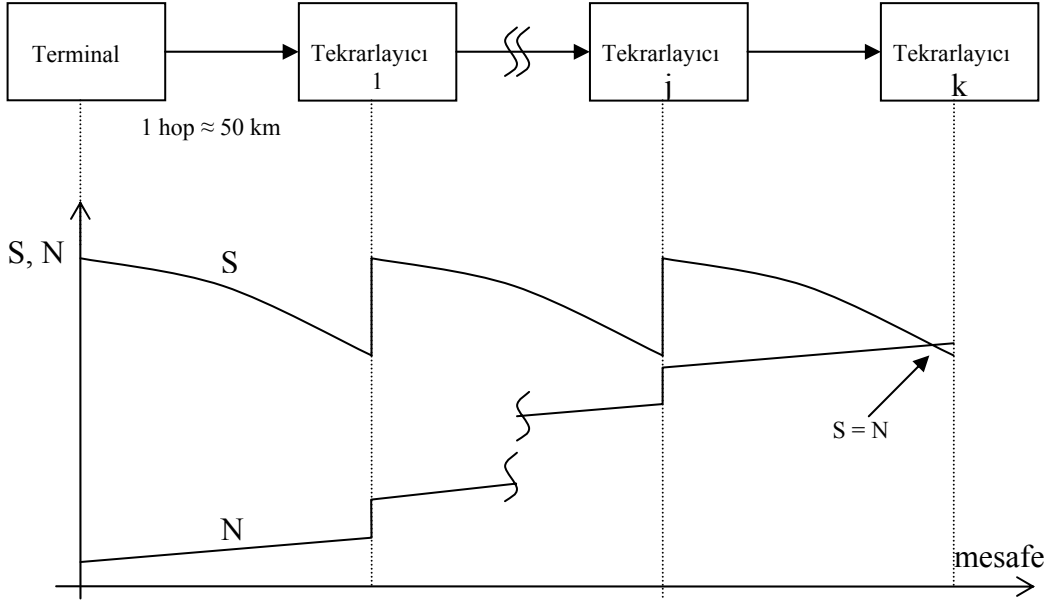 Terminal
Tekrarlayıcı
1
Tekrarlayıcı
j
Tekrarlayıcı
k
1 hop ≈ 50 km
S, N
S
S = N
N
mesafe